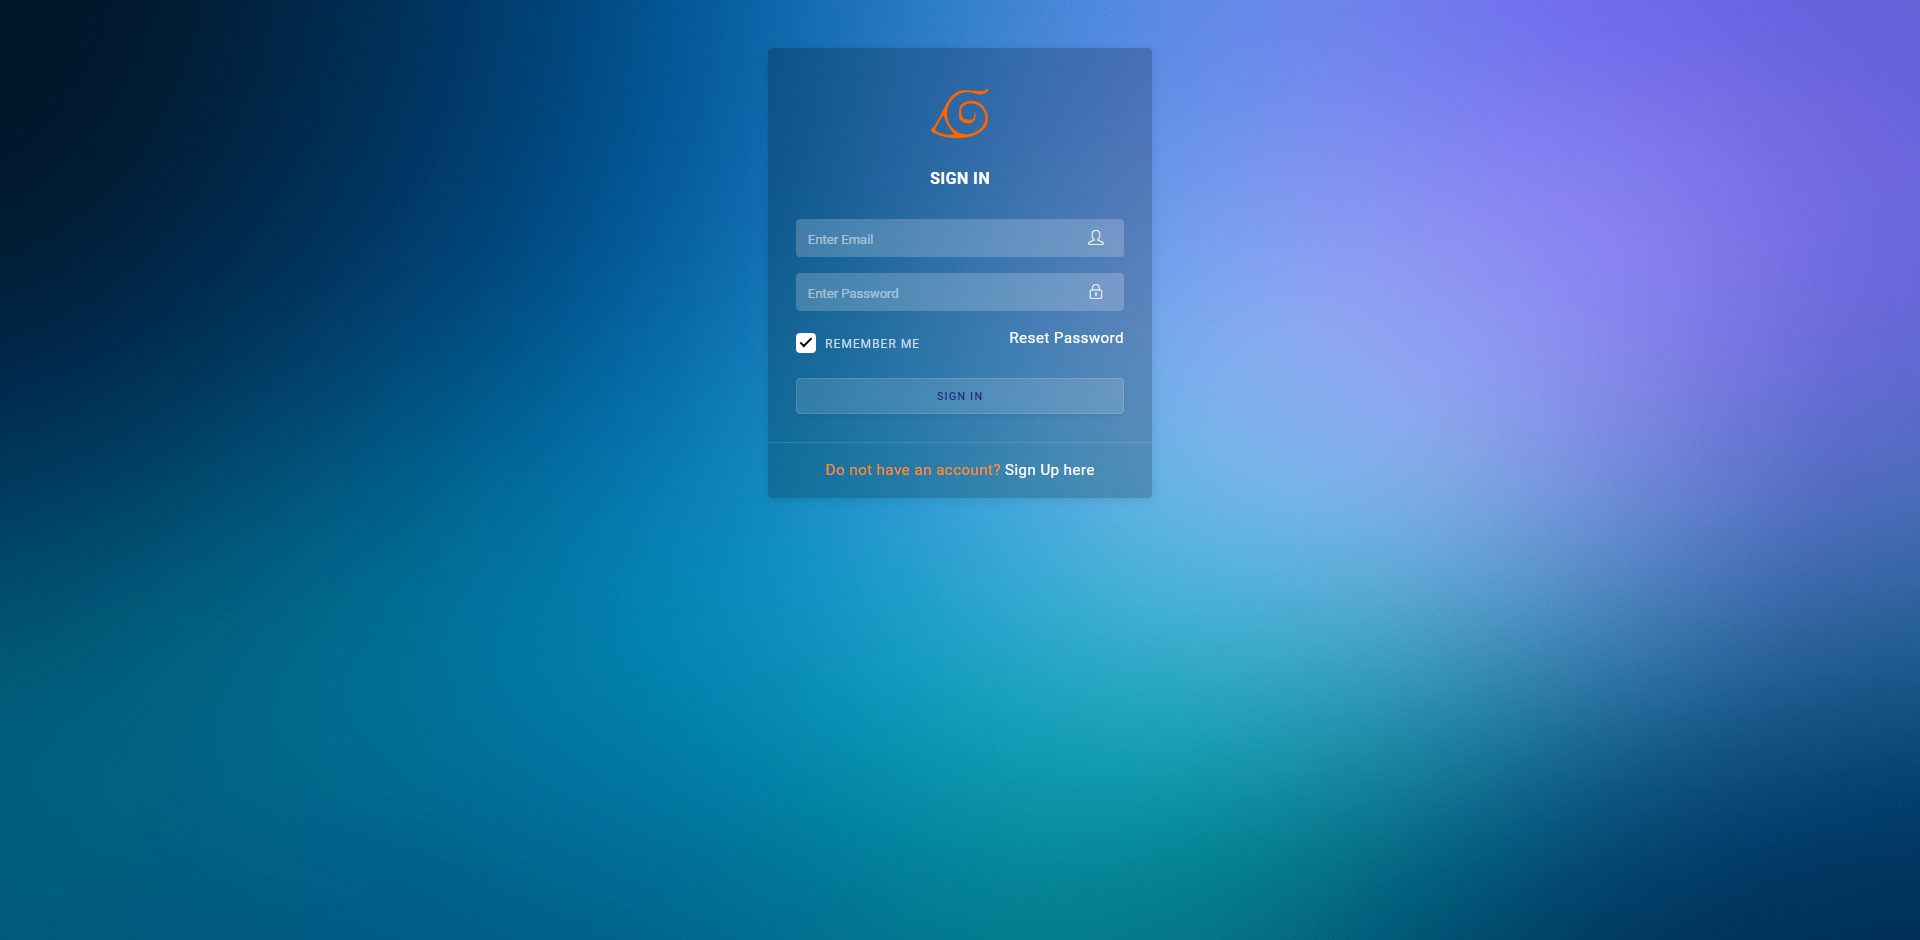 SIGN IN
Enter Email
Enter Password
REMEMBER ME
Reset Password
SIGN IN
Do not have an account? Sign Up here